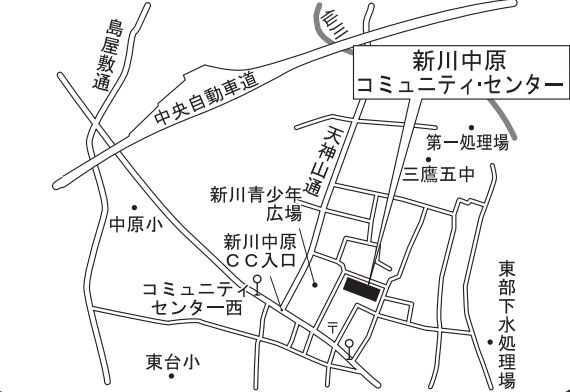 島屋敷通
中央自動車道
新川中原
コミュニティ・センター
天神山通
第一処理場
三鷹五中
新川青少年
広場
中原小
新川中原
CC入口
コミュニティ
センター西
〒
東台小
東部下水処理場